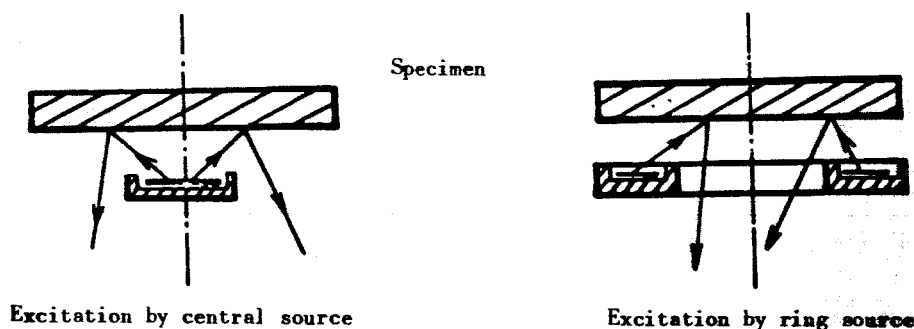 Specimen
Excitation by central source
Excitation by ring source